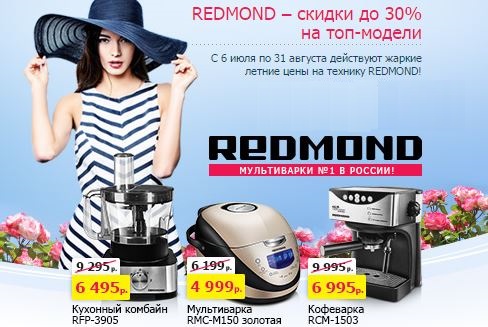 REDMOND – скидки до 30%
на топ-модели
С 6 июля по 31 августа действуют жаркие
летние цены на технику REDMOND!
REDMOND
МУЛЬТИВАРКИ №1 В РОССИИ!
9 295р.
6 495р.
Кухонный комбайн
RFP-3905
6 199р.
4 999р.
Мультиварка
RMC-M150 золотая
9 995р.
6 995р.
Кофеварка
RCM-1503